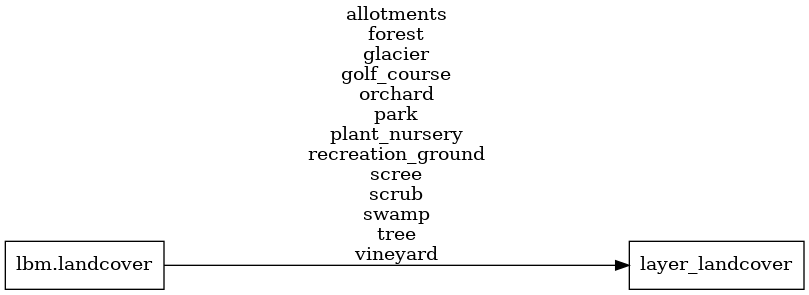 allotments
forest
glacier
golf_course
orchard
park
plant_nursery
recreation_ground
scree
scrub
swamp
tree
vineyard
lbm.landcover
layer_landcover